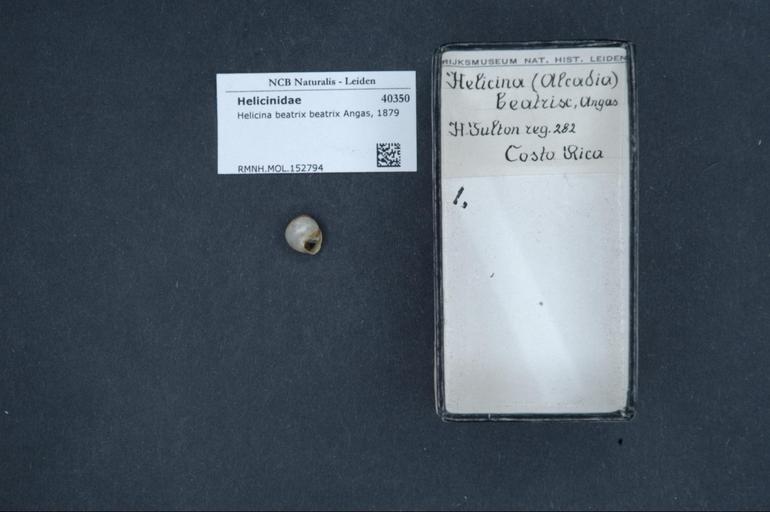 NCB Naturalis - Leiden
Helicinidae 40350
Helicina beatrix beatrix Angas, 1879
RMNH.MOL.152794
RIJKSMUSEUM NAT. HIST. LEIDEN
Helicina (Alcadia)
beatrix, Angas
H. Fulton reg. 282
Costa Rica
1,